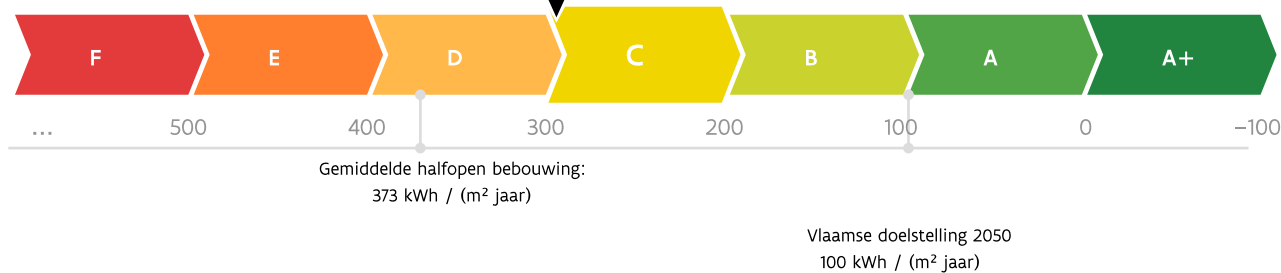 F E D C B A A+
... 500 400 300 200 100 0 −100
Gemiddelde halfopen bebouwing:
373 kWh / (m² jaar)
Vlaamse doelstelling 2050
100 kWh / (m² jaar)